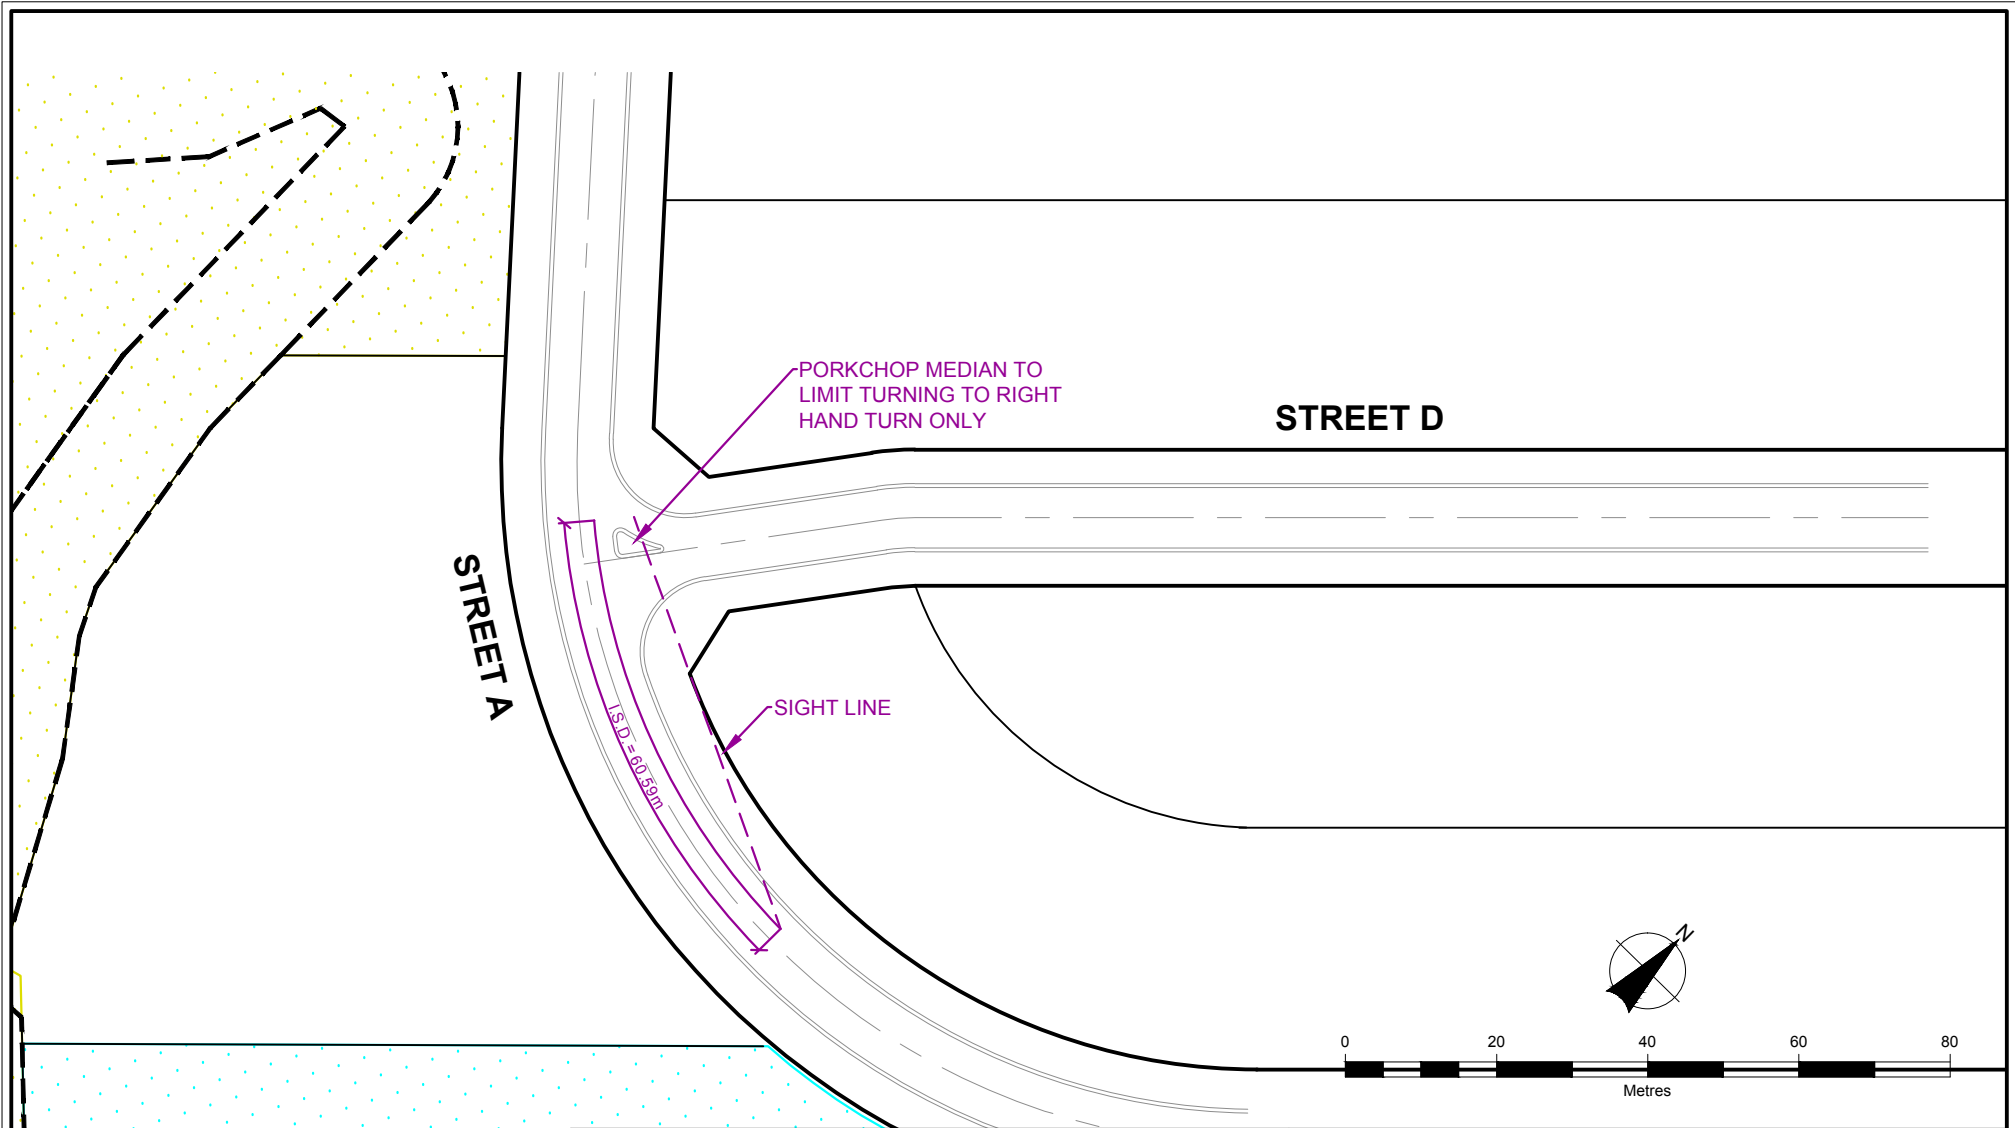 PORKCHOP MEDIAN TO
LIMIT TURNING TO RIGHT
HAND TURN ONLY
STREET D
STREET A
SIGHT LINE
I.S.D. = 60.59m
N
0 20 40 60 80
Metres